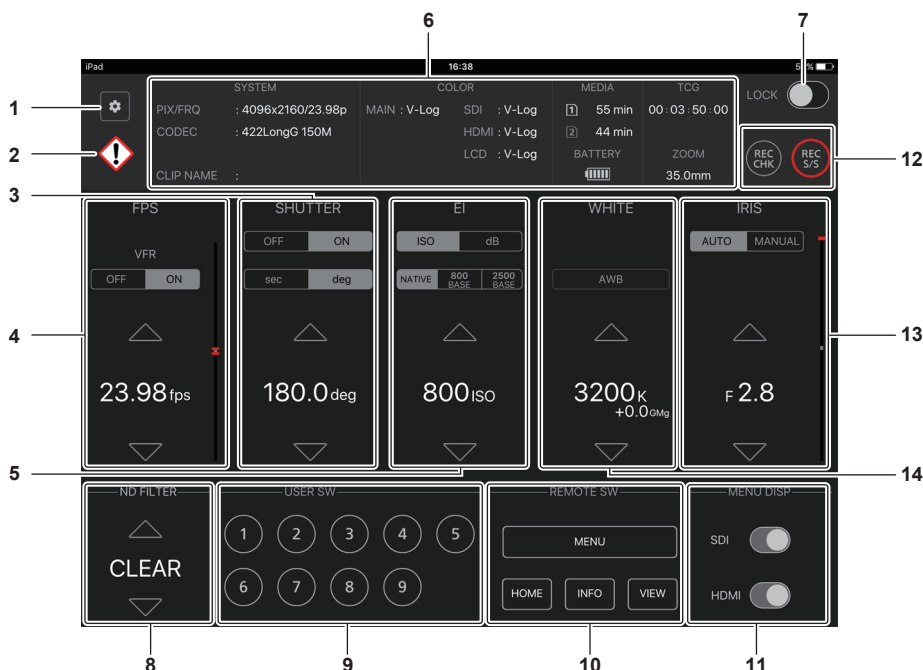 6 7
iPad 16:38
SYSTEM COLOR MEDIA TCG LOCK
1 PIX/FRQ : 4096x2160/23.98p MAIN : V-Log SDI : V-Log 1 55 min 00:03:50:00
CODEC : 422LongG 150M HDMI : V-Log 2 44 min
2 LCD : V-Log BATTERY ZOOM REC CHK REC S/S 12
CLIP NAME : 35.0mm
3
FPS SHUTTER EI WHITE IRIS
OFF ON ISO dB AUTO MANUAL
VFR
OFF ON sec deg NATIVE 800 BASE 2500 BASE AWB
4 13
23.98 fps 180.0 deg 800 ISO 3200 K F 2.8
+0.0 GMg
5 14
ND FILTER USER SW REMOTE SW MENU DISP
1 2 3 4 5 MENU SDI
CLEAR
6 7 8 9 HOME INFO VIEW HDMI
8 9 10 11